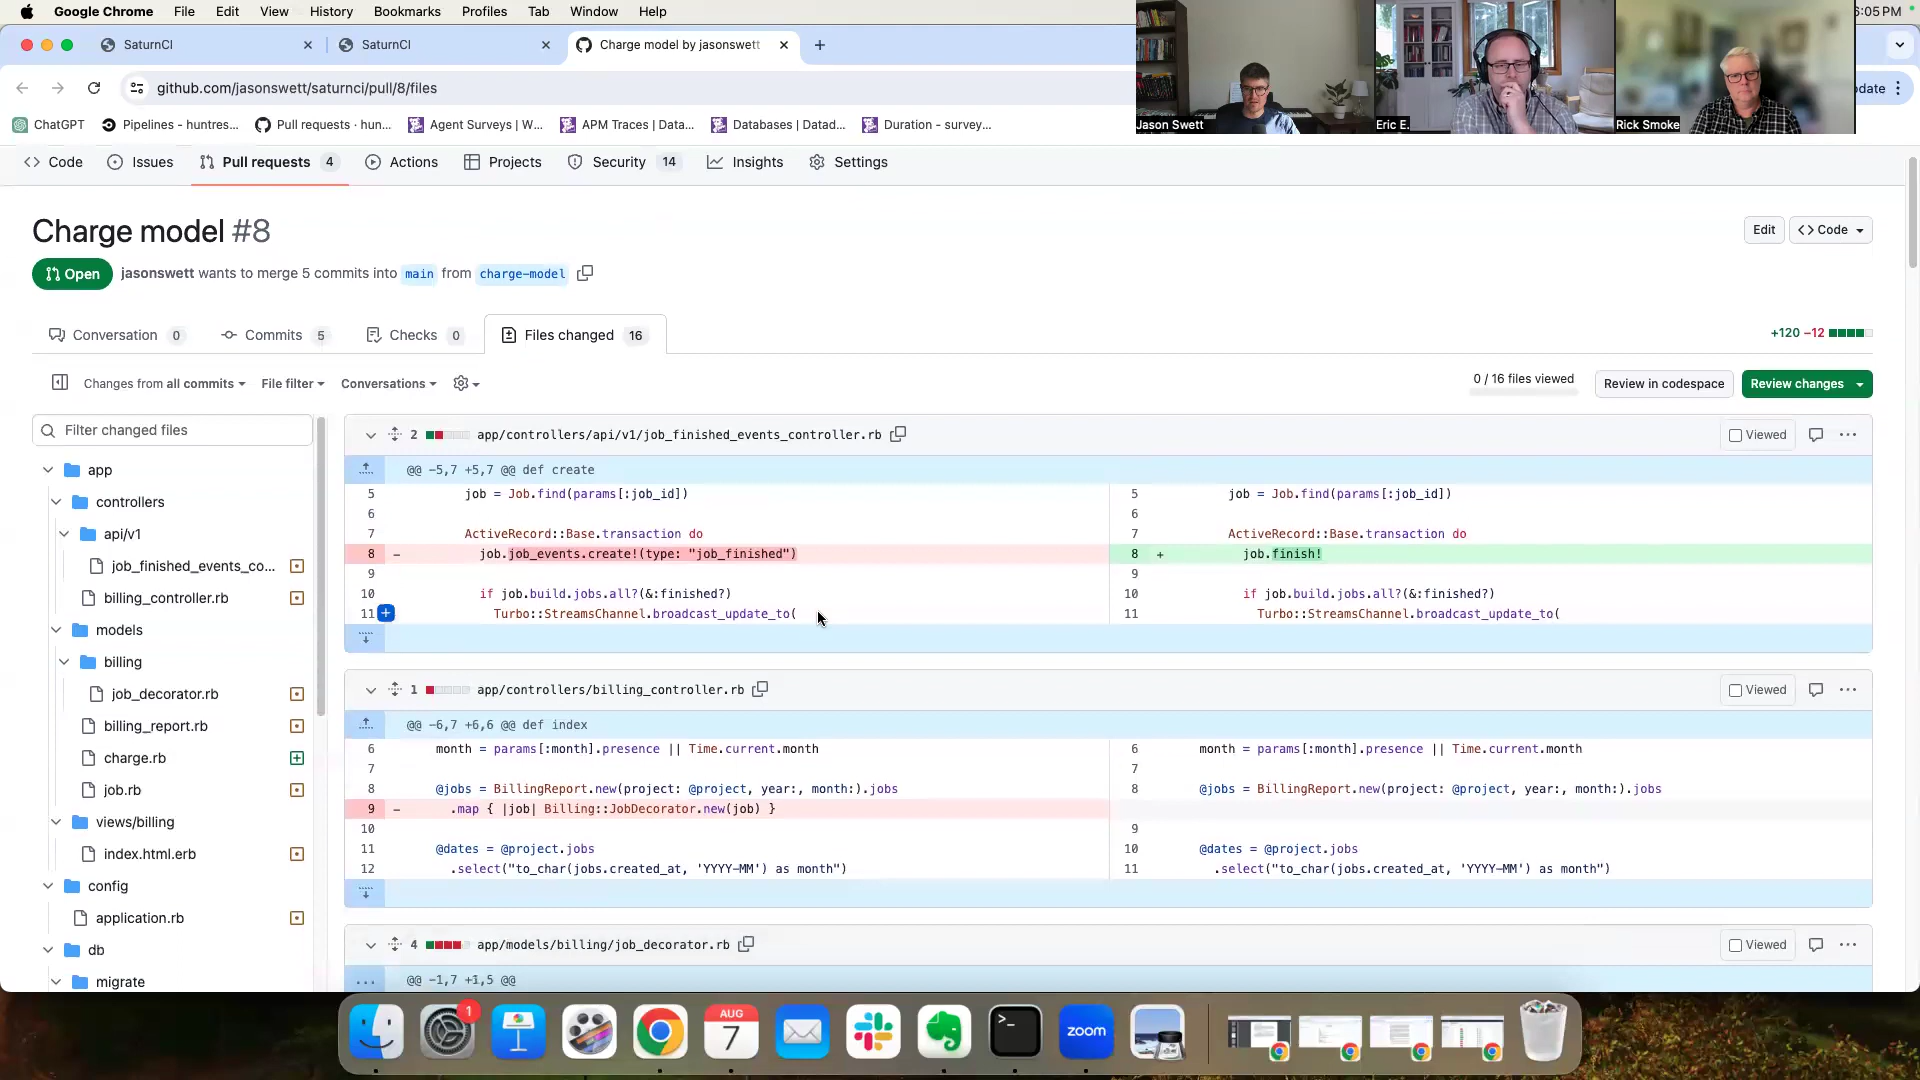 Google Chrome File Edit View History Bookmarks Profiles Tab Window Help
6:05 PM
SaturnCI
SaturnCI
Charge model by jasonswett
github.com/jasonswett/saturnci/pull/8/files
date
ChatGPT
Pipelines - huntres...
Pull requests · hun...
Agent Surveys | W...
APM Traces | Data...
Databases | Datad...
Duration - survey...
Jason Swett
Eric E.
Rick Smoke
Code
Issues
Pull requests 4
Actions
Projects
Security 14
Insights
Settings
Charge model #8
Edit
Code
Open
jasonswett wants to merge 5 commits into main from charge-model
Conversation 0
Commits 5
Checks 0
Files changed 16
+120 −12
Changes from all commits
File filter
Conversations
0 / 16 files viewed
Review in codespace
Review changes
Filter changed files
app
controllers
api/v1
job_finished_events_co...
billing_controller.rb
models
billing
job_decorator.rb
billing_report.rb
charge.rb
job.rb
views/billing
index.html.erb
config
application.rb
db
migrate
2 app/controllers/api/v1/job_finished_events_controller.rb
Viewed
@@ -5,7 +5,7 @@ def create
5 job = Job.find(params[:job_id])
5 job = Job.find(params[:job_id])
6
6
7 ActiveRecord::Base.transaction do
7 ActiveRecord::Base.transaction do
8 - job.job_events.create!(type: "job_finished")
8 + job.finish!
9
9
10 if job.build.jobs.all?(&:finished?)
10 if job.build.jobs.all?(&:finished?)
11 Turbo::StreamsChannel.broadcast_update_to(
11 Turbo::StreamsChannel.broadcast_update_to(
1 app/controllers/billing_controller.rb
Viewed
@@ -6,7 +6,6 @@ def index
6 month = params[:month].presence || Time.current.month
6 month = params[:month].presence || Time.current.month
7
7
8 @jobs = BillingReport.new(project: @project, year:, month:).jobs
8 @jobs = BillingReport.new(project: @project, year:, month:).jobs
9 - .map { |job| Billing::JobDecorator.new(job) }
10
9
11 @dates = @project.jobs
10 @dates = @project.jobs
12 .select("to_char(jobs.created_at, 'YYYY-MM') as month")
11 .select("to_char(jobs.created_at, 'YYYY-MM') as month")
4 app/models/billing/job_decorator.rb
Viewed
@@ -1,7 +1,5 @@
1
AUG
7
zoom